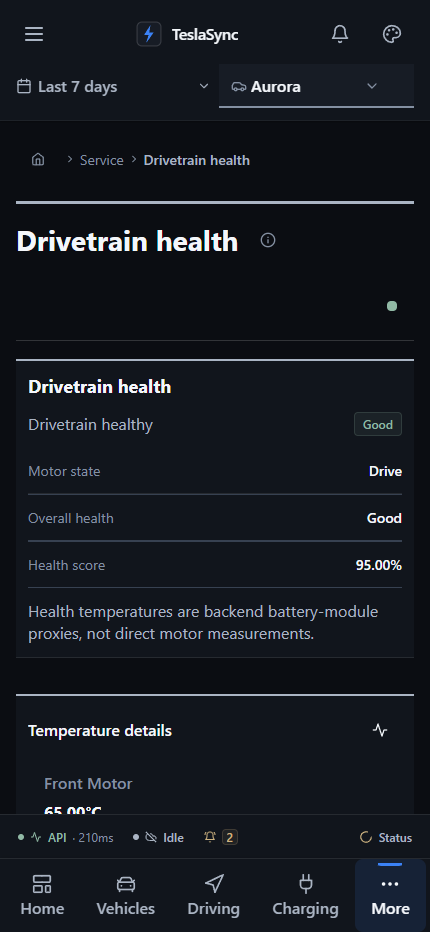 TeslaSync
Last 7 days
Aurora
Service
Drivetrain health
Drivetrain health
Drivetrain health
Drivetrain healthy
Good
Motor state
Drive
Overall health
Good
Health score
95.00%
Health temperatures are backend battery-module
proxies, not direct motor measurements.
Temperature details
Front Motor
65.00°C
API · 210ms
Idle
2
Status
Home
Vehicles
Driving
Charging
More